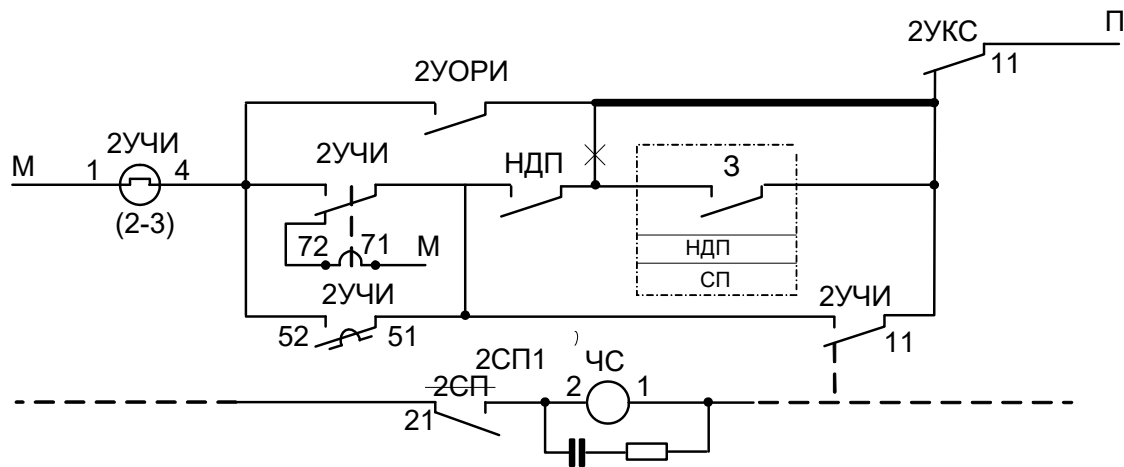 П
2УКС
11
2УОРИ
2УЧИ
2УЧИ
НДП
З
М
1
4
(2-3)
72
71
М
НДП
СП
2УЧИ
2УЧИ
52
51
11
)
2СП1
ЧС
2СП
2
1
21